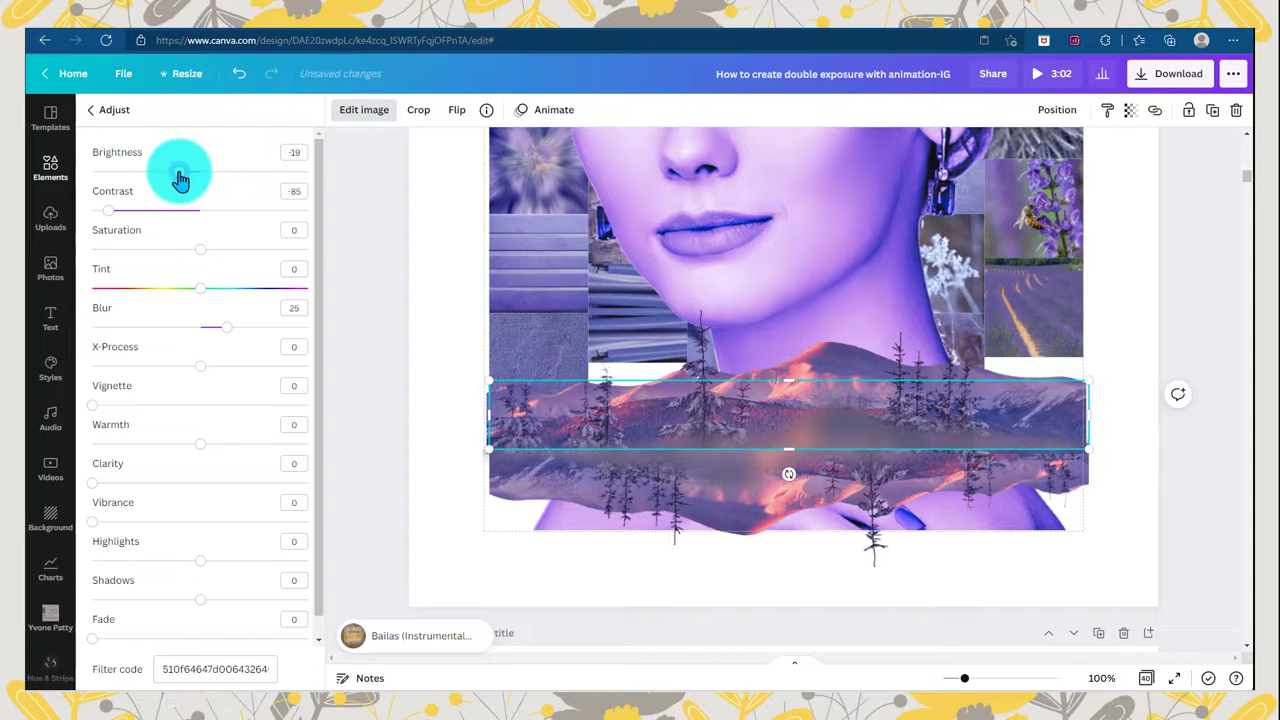 https://www.canva.com/design/DAE20zwdpLc/ke4zcq_lSWRTyFqjOFPnTA/edit#
Home File Resize Unsaved changes How to create double exposure with animation-IG Share 3:02 Download
Templates
Elements
Uploads
Photos
Text
Styles
Audio
Videos
Background
Charts
Yvone Patty
Hue & Stripe
Adjust
Edit image Crop Flip Animate Position
Brightness -19
Contrast -85
Saturation 0
Tint 0
Blur 25
X-Process 0
Vignette 0
Warmth 0
Clarity 0
Vibrance 0
Highlights 0
Shadows 0
Fade 0
Filter code 510f64647d00643264
Bailas (Instrumental... title
Notes 100% 40